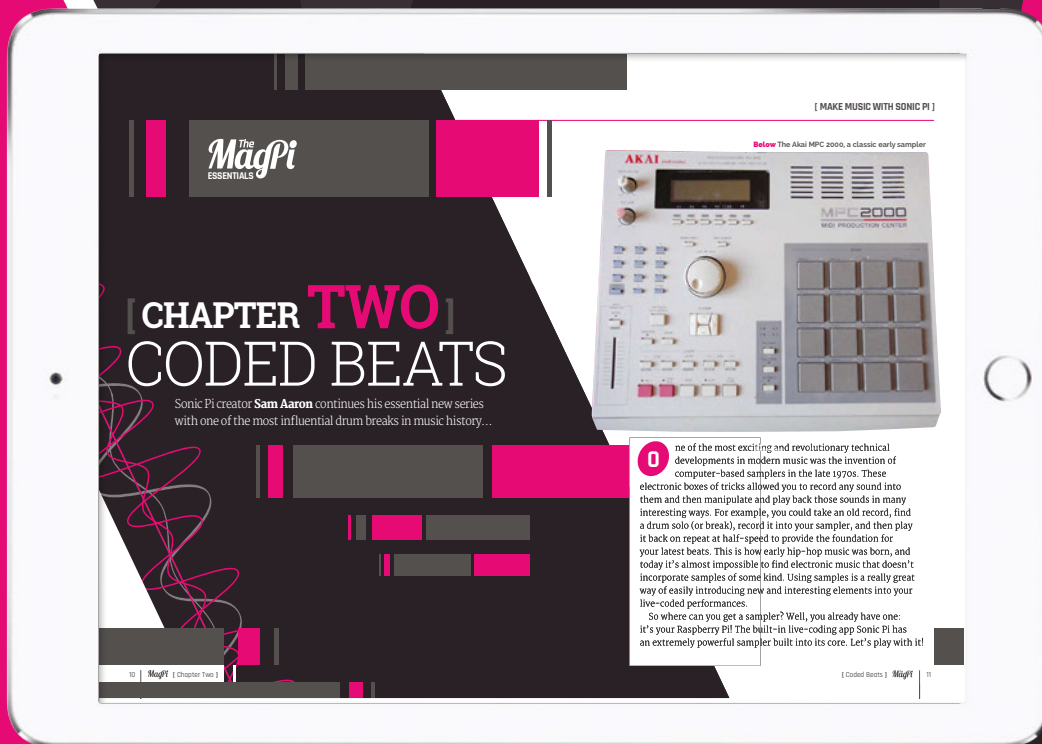 [ MAKE MUSIC WITH SONIC PI ]
The MagPi
ESSENTIALS
Below The Akai MPC 2000, a classic early sampler
AKAI professional
MPC2000
MIDI PRODUCTION CENTER
[ CHAPTER TWO ]
CODED BEATS
Sonic Pi creator Sam Aaron continues his essential new series
with one of the most influential drum breaks in music history…
One of the most exciting and revolutionary technical
developments in modern music was the invention of
computer-based samplers in the late 1970s. These
electronic boxes of tricks allowed you to record any sound into
them and then manipulate and play back those sounds in many
interesting ways. For example, you could take an old record, find
a drum solo (or break), record it into your sampler, and then play
it back on repeat at half-speed to provide the foundation for
your latest beats. This is how early hip-hop music was born, and
today it's almost impossible to find electronic music that doesn't
incorporate samples of some kind. Using samples is a really great
way of easily introducing new and interesting elements into your
live-coded performances.
So where can you get a sampler? Well, you already have one:
it's your Raspberry Pi! The built-in live-coding app Sonic Pi has
an extremely powerful sampler built into its core. Let's play with it!
10 MagPi [ Chapter Two ]
[ Coded Beats ] MagPi 11